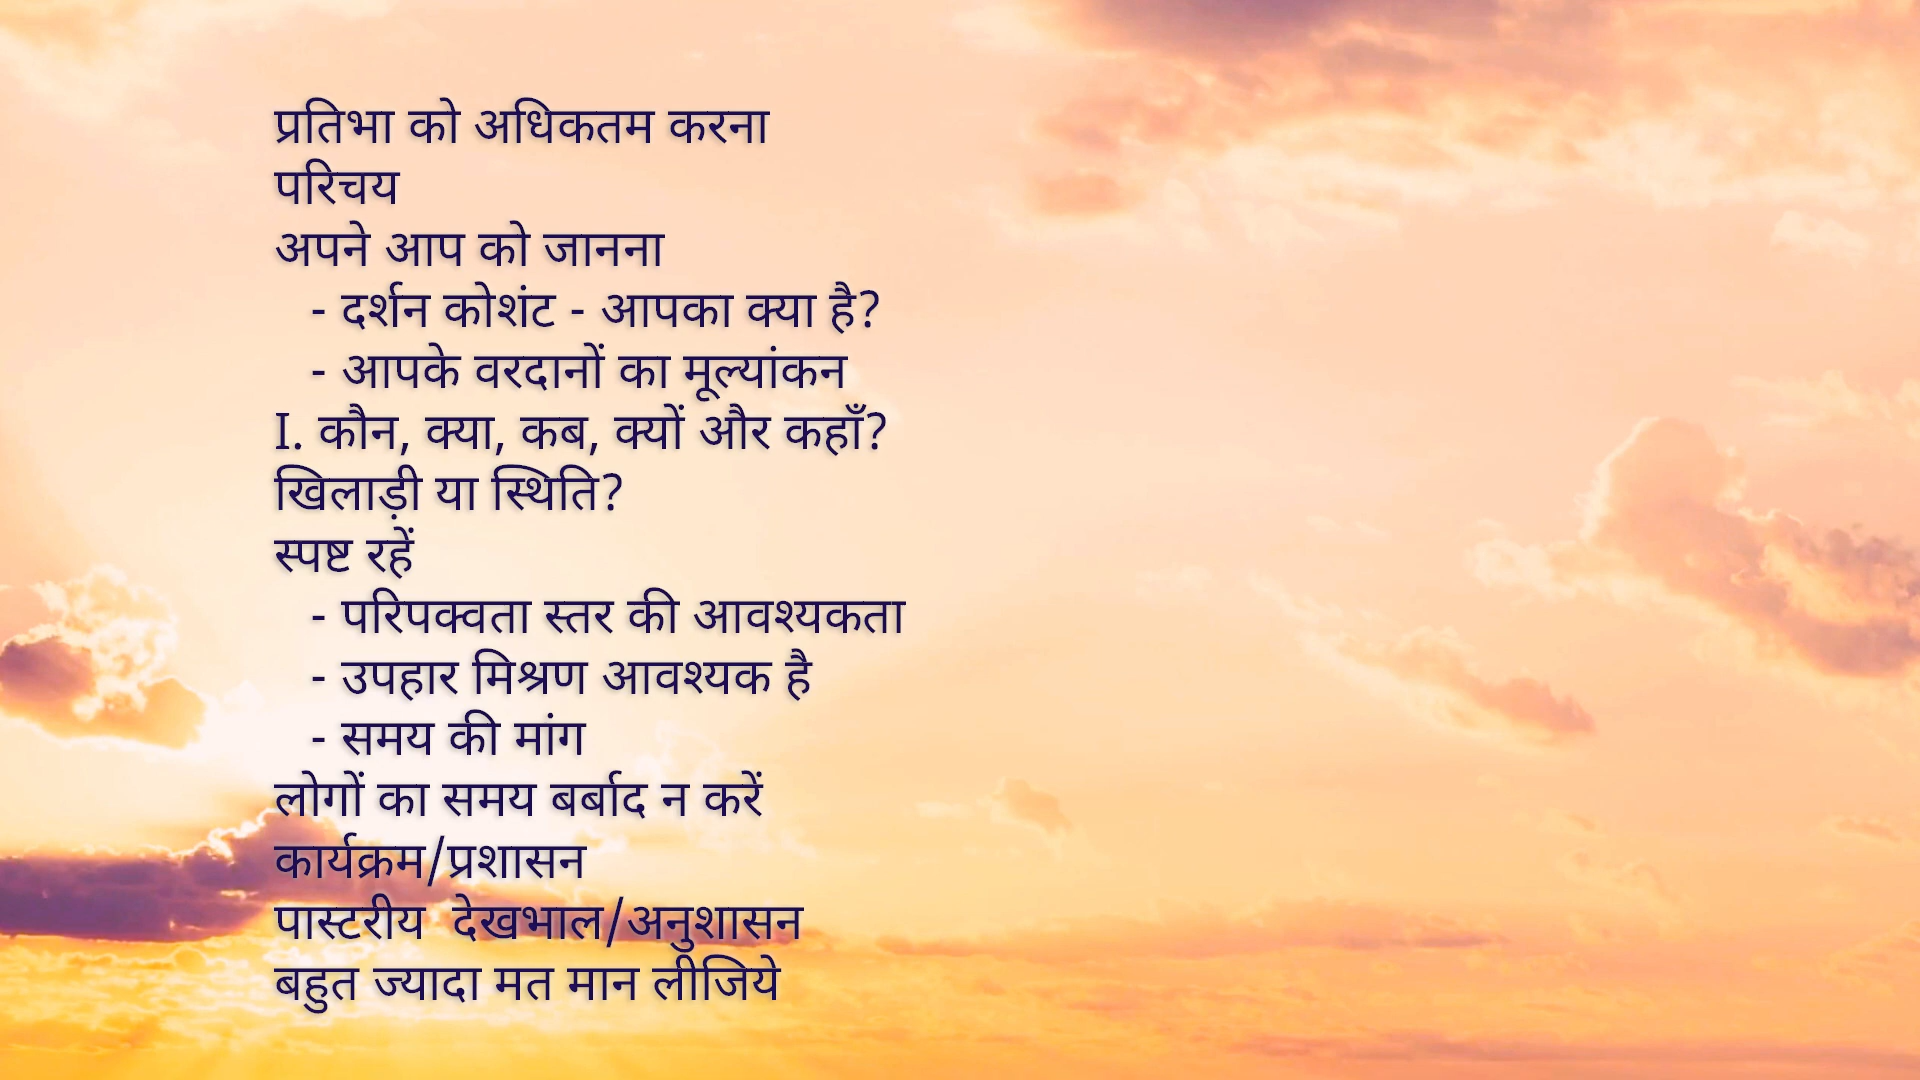 प्रतिभा को अधिकतम करना
परिचय
अपने आप को जानना
- दर्शन कोशंट - आपका क्या है?
- आपके वरदानों का मूल्यांकन
I. कौन, क्या, कब, क्यों और कहाँ?
खिलाड़ी या स्थिति?
स्पष्ट रहें
- परिपक्वता स्तर की आवश्यकता
- उपहार मिश्रण आवश्यक है
- समय की मांग
लोगों का समय बर्बाद न करें
कार्यक्रम/प्रशासन
पास्टरीय देखभाल/अनुशासन
बहुत ज्यादा मत मान लीजिये